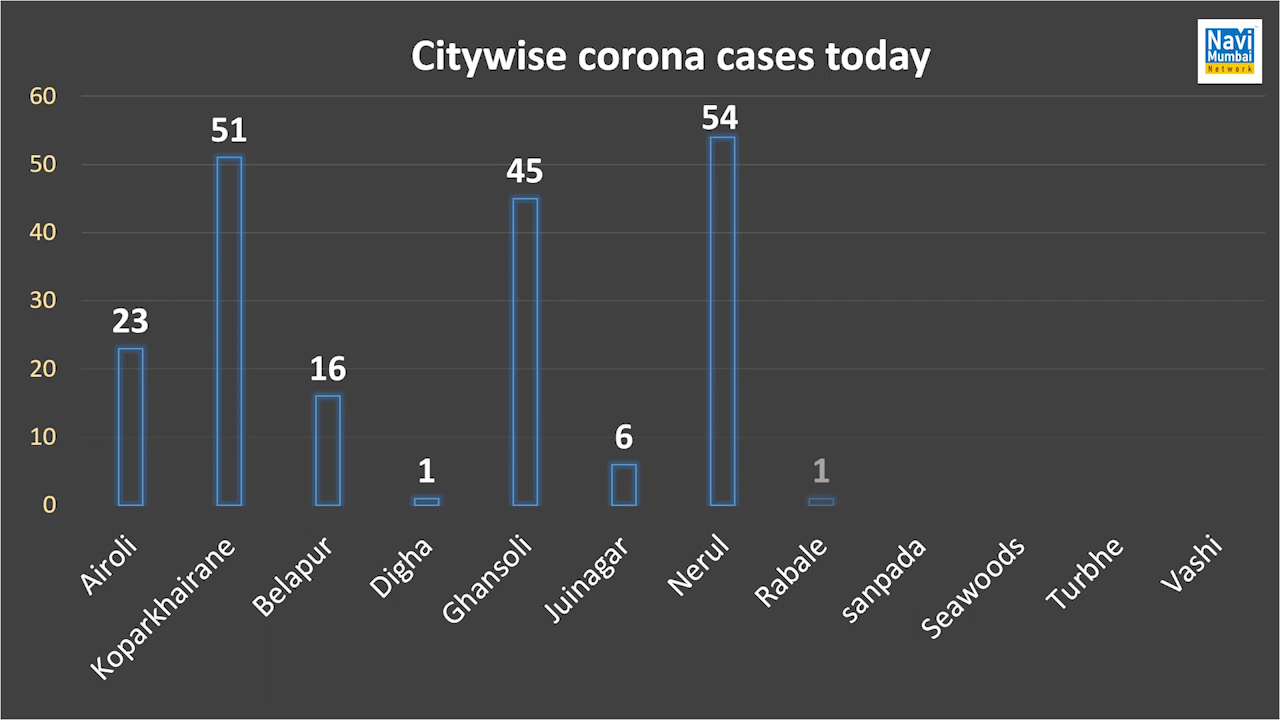 Citywise corona cases today
Navi
Mumbai
Network
60
50
40
30
20
10
0
23
51
16
1
45
6
54
1
Airoli
Koparkhairane
Belapur
Digha
Ghansoli
Juinagar
Nerul
Rabale
sanpada
Seawoods
Turbhe
Vashi